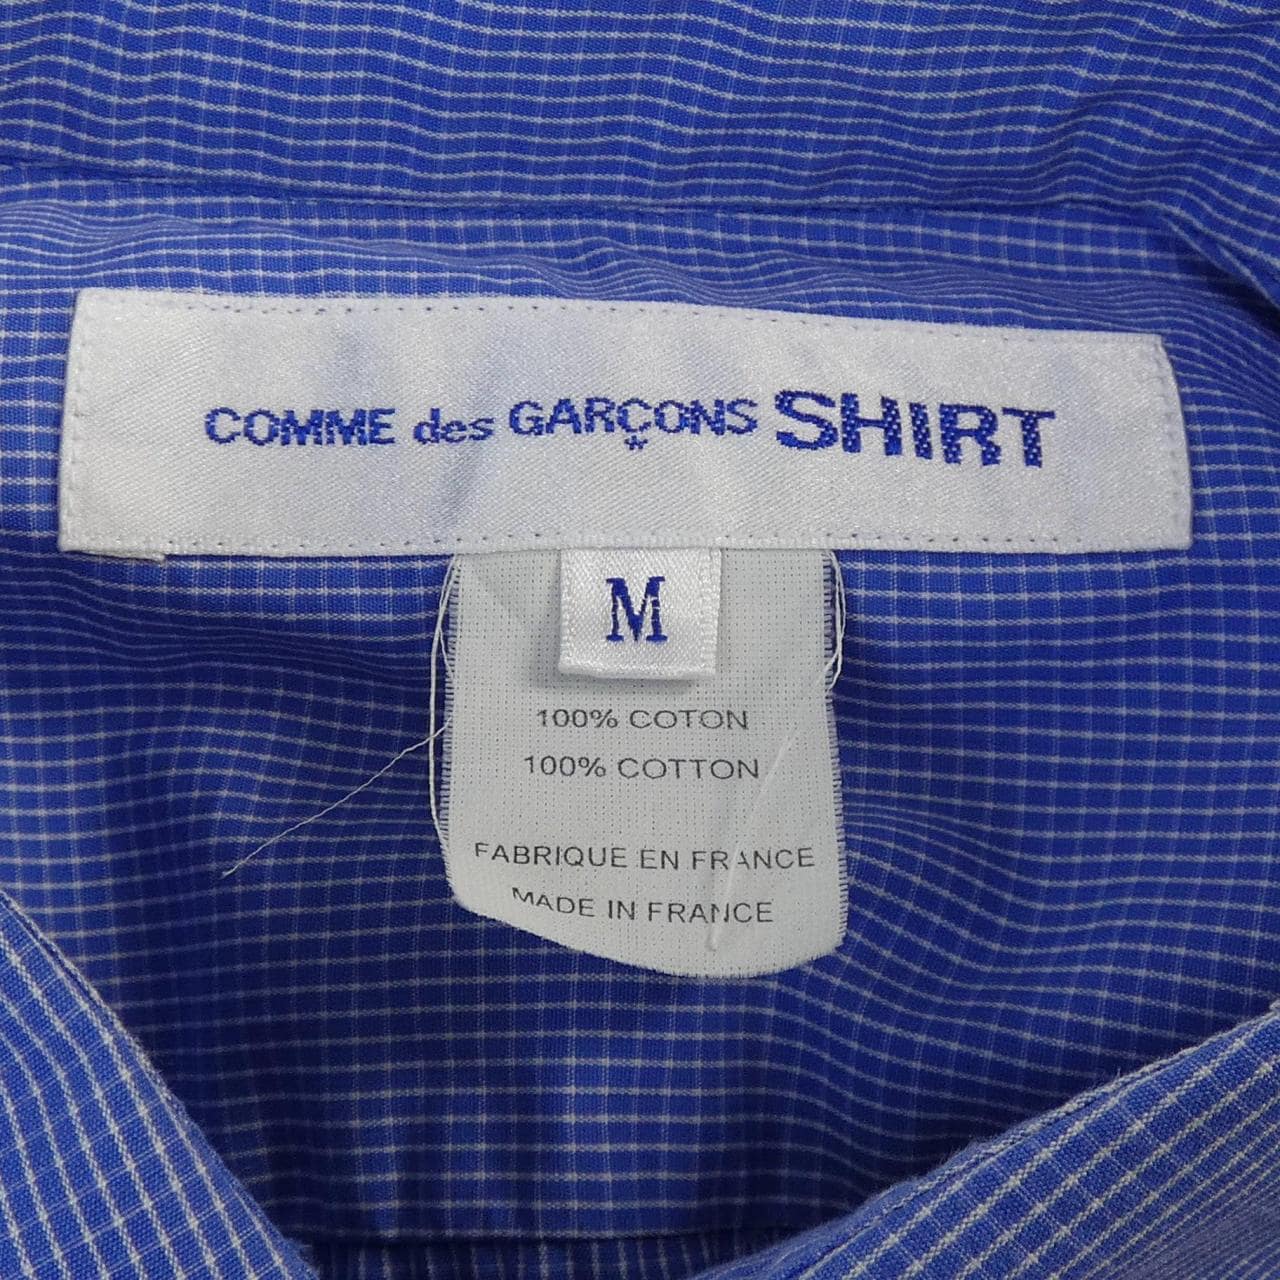 COMME des GARÇONS SHIRT
M
100% COTON
100% COTTON
FABRIQUE EN FRANCE
MADE IN FRANCE